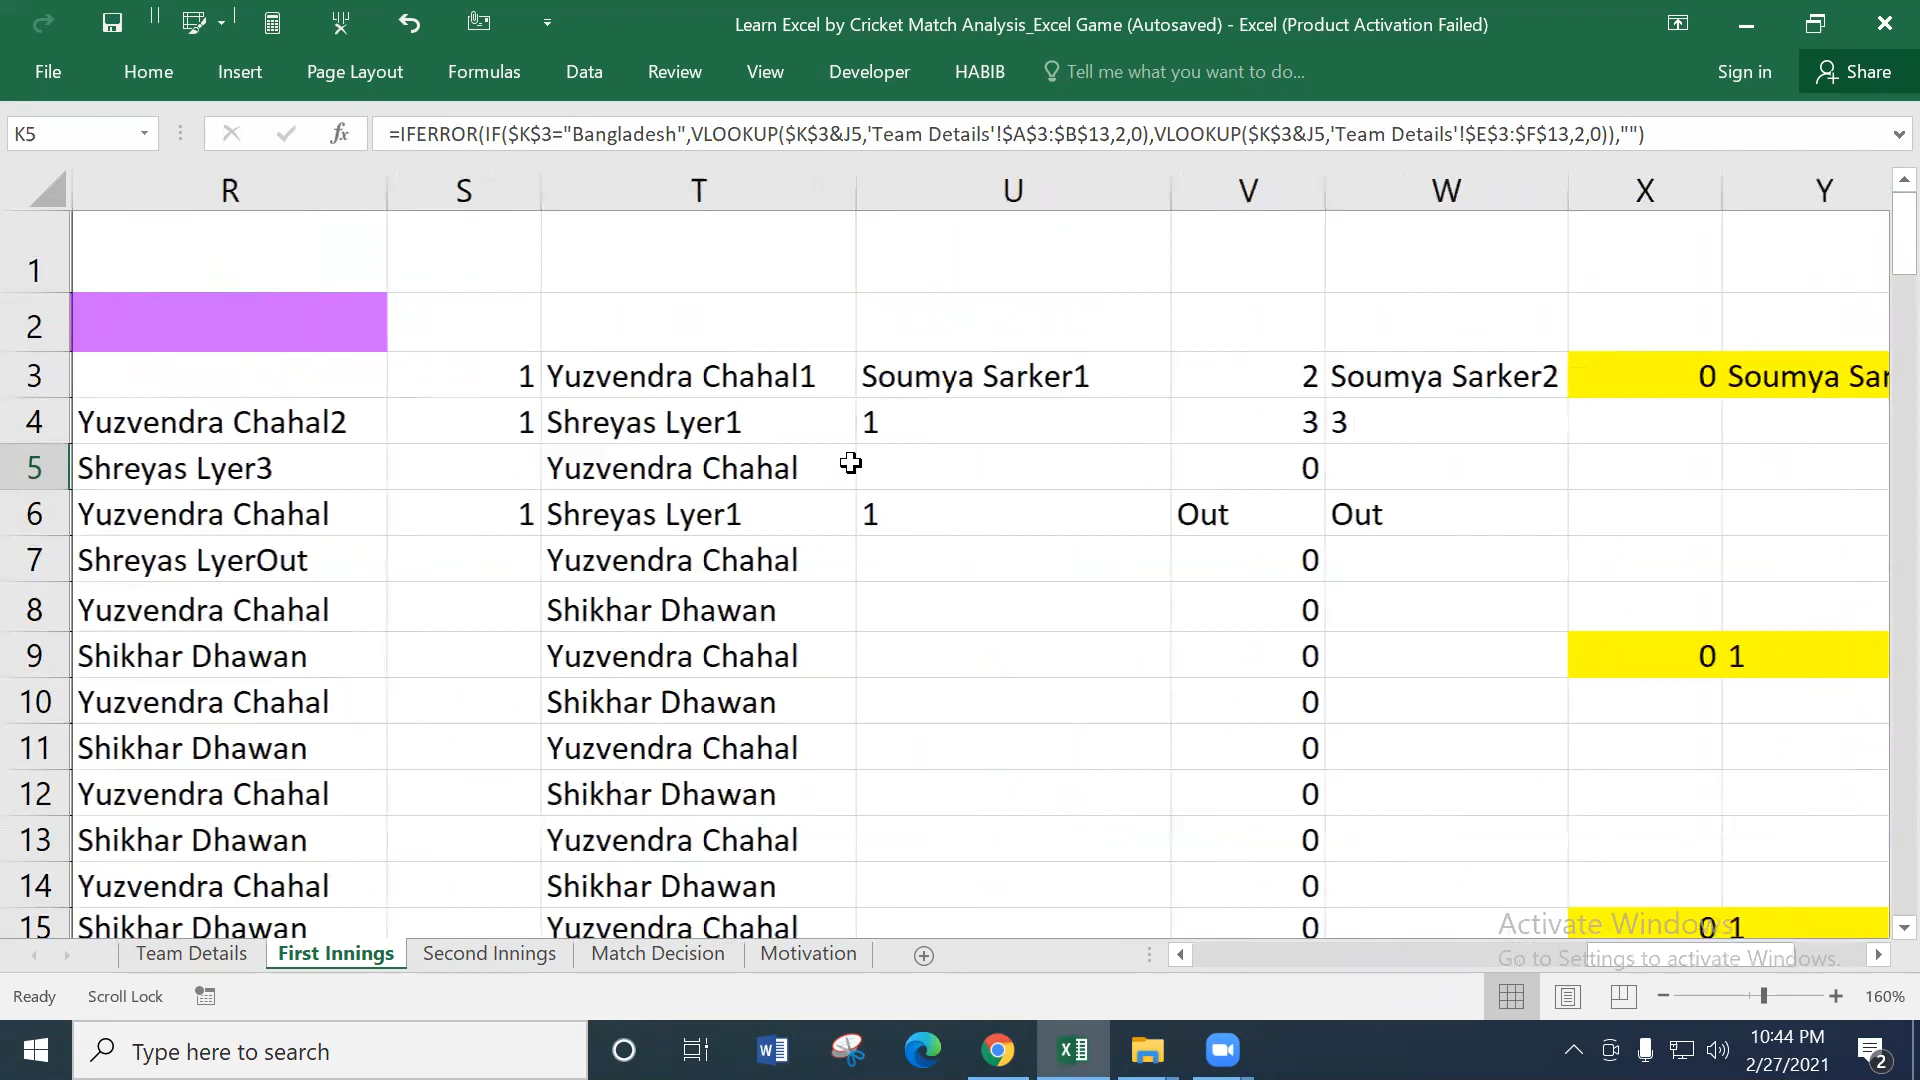 Learn Excel by Cricket Match Analysis_Excel Game (Autosaved) - Excel (Product Activation Failed)
File Home Insert Page Layout Formulas Data Review View Developer HABIB Tell me what you want to do... Sign in Share
K5 fx =IFERROR(IF($K$3="Bangladesh",VLOOKUP($K$3&J5,'Team Details'!$A$3:$B$13,2,0),VLOOKUP($K$3&J5,'Team Details'!$E$3:$F$13,2,0)),"")
R S T U V W X Y
1
2
3 1 Yuzvendra Chahal1 Soumya Sarker1 2 Soumya Sarker2 0 Soumya Sar
4 Yuzvendra Chahal2 1 Shreyas Lyer1 1 3 3
5 Shreyas Lyer3 Yuzvendra Chahal 0
6 Yuzvendra Chahal 1 Shreyas Lyer1 1 Out Out
7 Shreyas LyerOut Yuzvendra Chahal 0
8 Yuzvendra Chahal Shikhar Dhawan 0
9 Shikhar Dhawan Yuzvendra Chahal 0 0 1
10 Yuzvendra Chahal Shikhar Dhawan 0
11 Shikhar Dhawan Yuzvendra Chahal 0
12 Yuzvendra Chahal Shikhar Dhawan 0
13 Shikhar Dhawan Yuzvendra Chahal 0
14 Yuzvendra Chahal Shikhar Dhawan 0
15 Shikhar Dhawan Yuzvendra Chahal 0 0 1
Activate Windows
Go to Settings to activate Windows.
Team Details First Innings Second Innings Match Decision Motivation
Ready Scroll Lock 160%
Type here to search 10:44 PM
2/27/2021 2